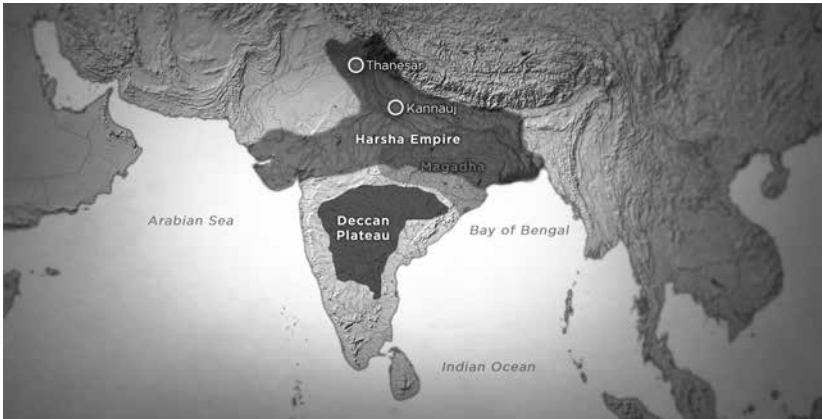 Thanesar
Kannauj
Harsha Empire
Magadha
Deccan
Plateau
Arabian Sea
Bay of Bengal
Indian Ocean